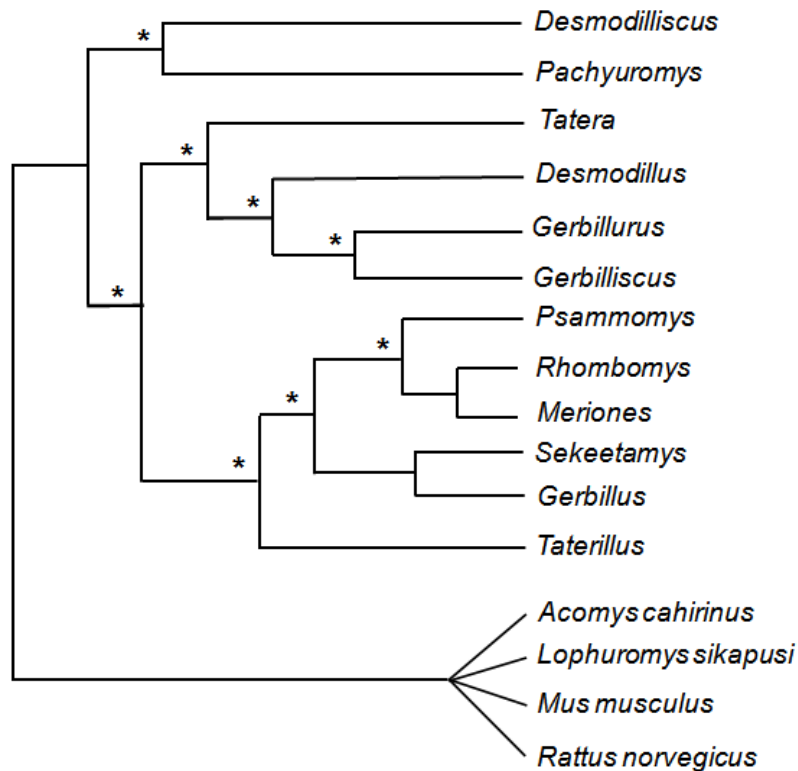 * Desmodilliscus
Pachyuromys
Tatera
*
Desmodillus
*
Gerbillurus
*
Gerbilliscus
*
Psammomys
*
Rhombomys
*
Meriones
Sekeetamys
*
Gerbillus
Taterillus
Acomys cahirinus
Lophuromys sikapusi
Mus musculus
Rattus norvegicus